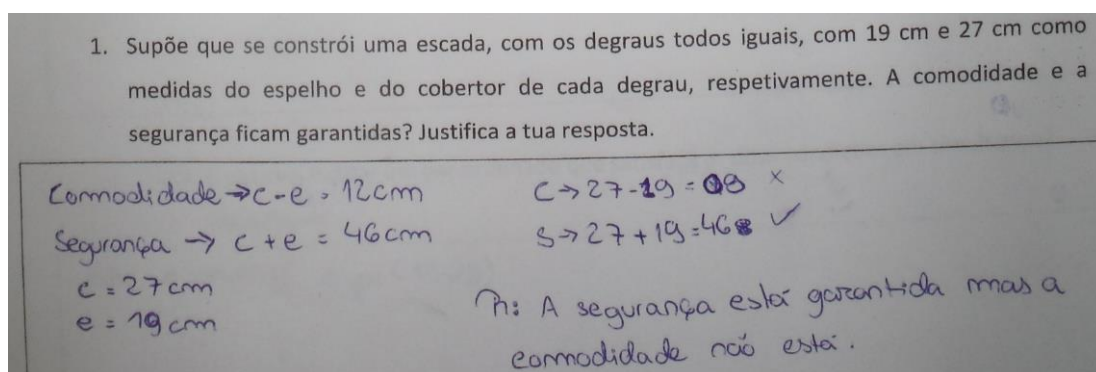 1. Supõe que se constrói uma escada, com os degraus todos iguais, com 19 cm e 27 cm como
medidas do espelho e do cobertor de cada degrau, respetivamente. A comodidade e a
segurança ficam garantidas? Justifica a tua resposta.
Comodidade → c - e = 12cm
Segurança → c + e = 46cm
c = 27cm
e = 19cm
C → 27-19 = 08 ×
S → 27 + 19 = 46 ✓
R: A segurança está garantida mas a
comodidade não está.